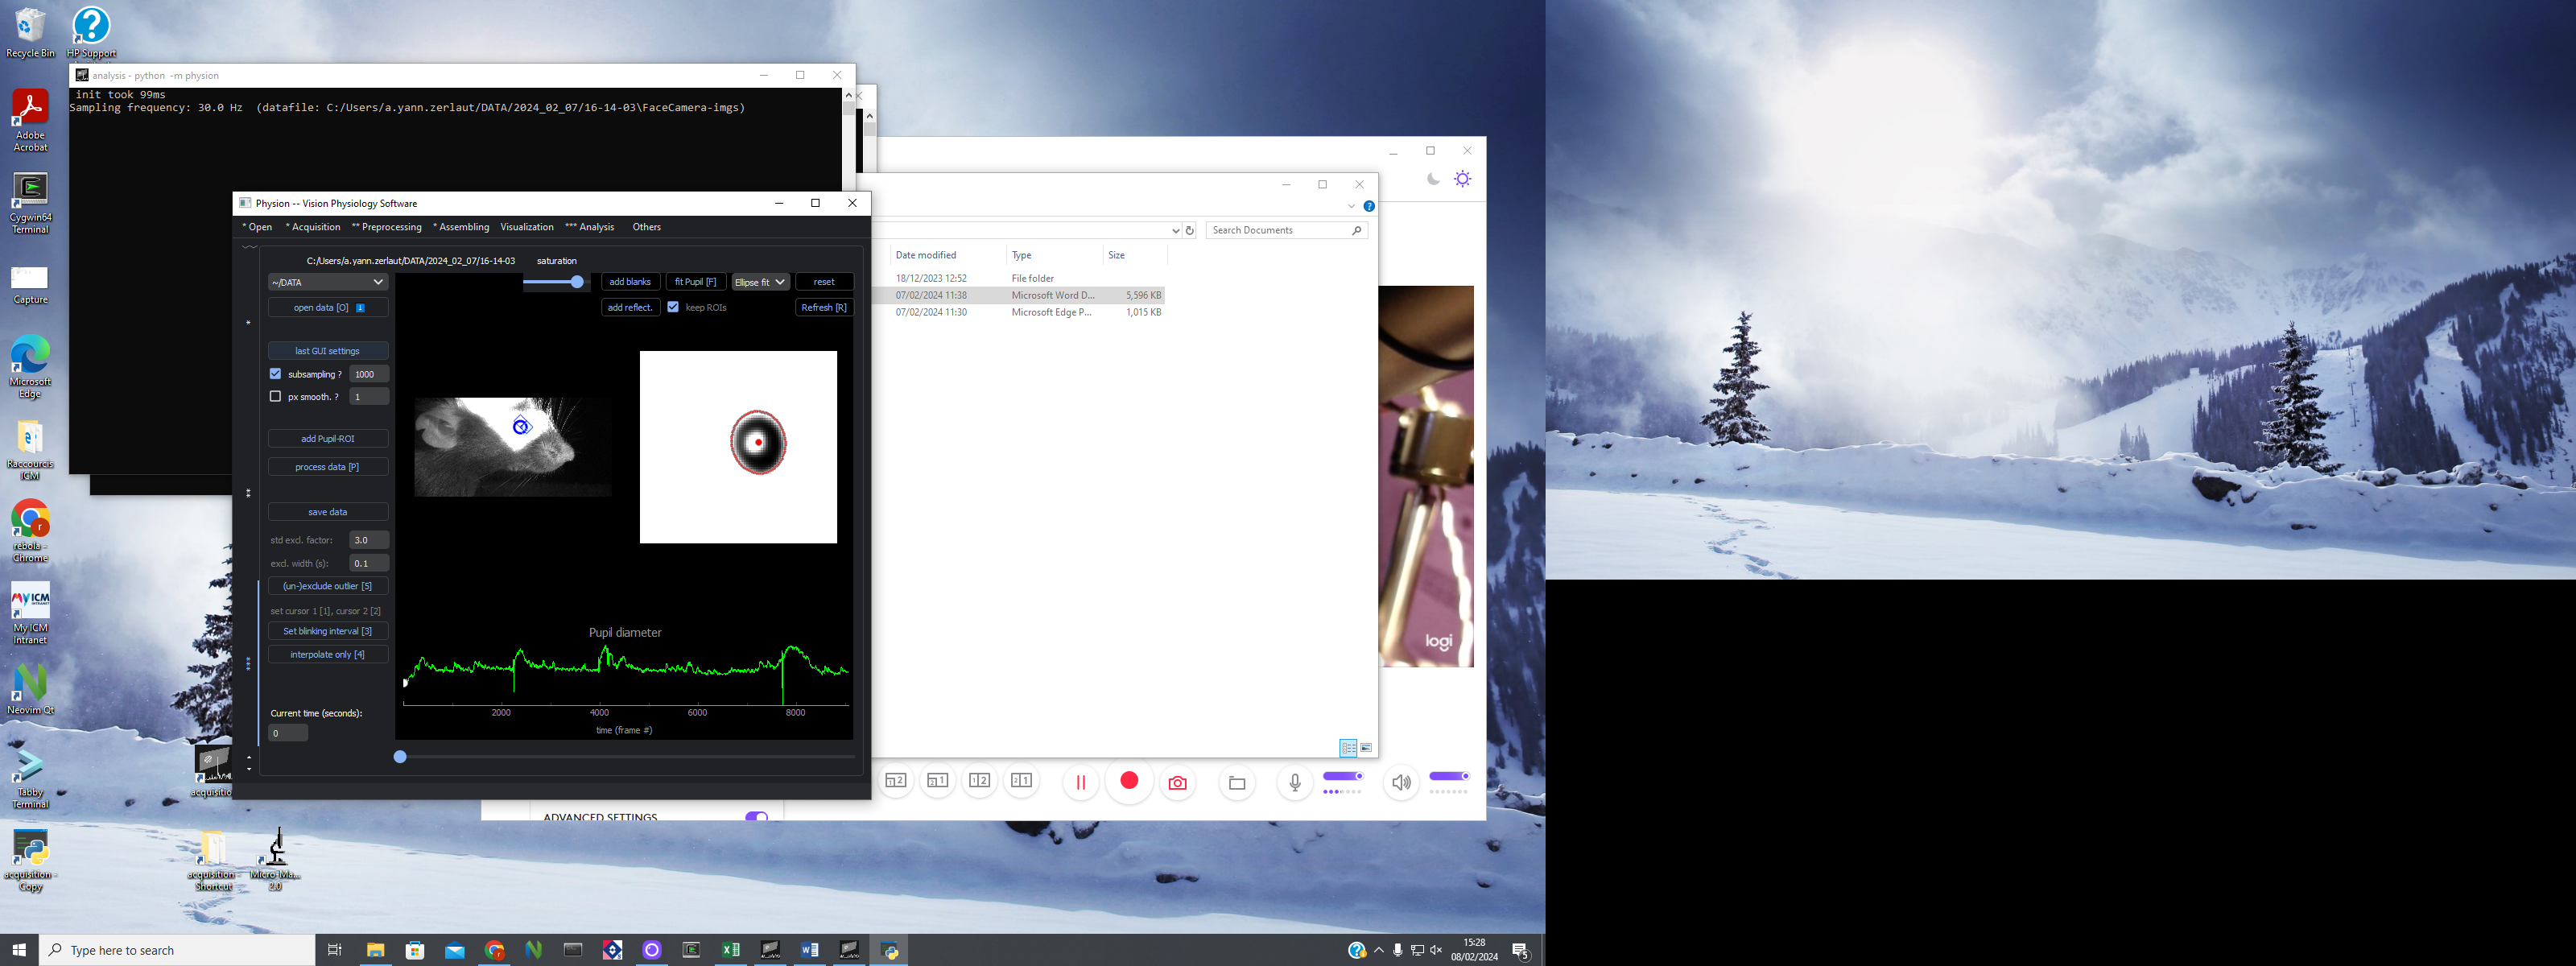 Recycle Bin
HP Support
Adobe
Acrobat
Cygwin64
Terminal
Capture
Microsoft
Edge
Raccourcis
ICM
rebola -
Chrome
My ICM
Intranet
Neovim Qt
Tabby
Terminal
acquisition -
Copy
acquisition -
Shortcut
Micro-Ma...
2.0
analysis - python  -m physion
init took 99ms
Sampling frequency: 30.0 Hz  (datafile: C:/Users/a.yann.zerlaut/DATA/2024_02_07/16-14-03\FaceCamera-imgs)
Physion -- Vision Physiology Software
* Open
* Acquisition
** Preprocessing
* Assembling
Visualization
*** Analysis
Others
C:/Users/a.yann.zerlaut/DATA/2024_02_07/16-14-03
saturation
~/DATA
add blanks
fit Pupil [F]
Ellipse fit
reset
open data [O]
add reflect.
keep ROIs
Refresh [R]
last GUI settings
subsampling ?
1000
px smooth. ?
1
add Pupil-ROI
process data [P]
save data
std excl. factor:
3.0
excl. width (s):
0.1
(un-)exclude outlier [5]
set cursor 1 [1], cursor 2 [2]
Set blinking interval [3]
interpolate only [4]
Current time (seconds):
0
*
**
***
Pupil diameter
2000
4000
6000
8000
time (frame #)
Search Documents
Date modified
Type
Size
18/12/2023 12:52
File folder
07/02/2024 11:38
Microsoft Word D...
5,596 KB
07/02/2024 11:30
Microsoft Edge P...
1,015 KB
logi
ADVANCED SETTINGS
Type here to search
15:28
08/02/2024
5